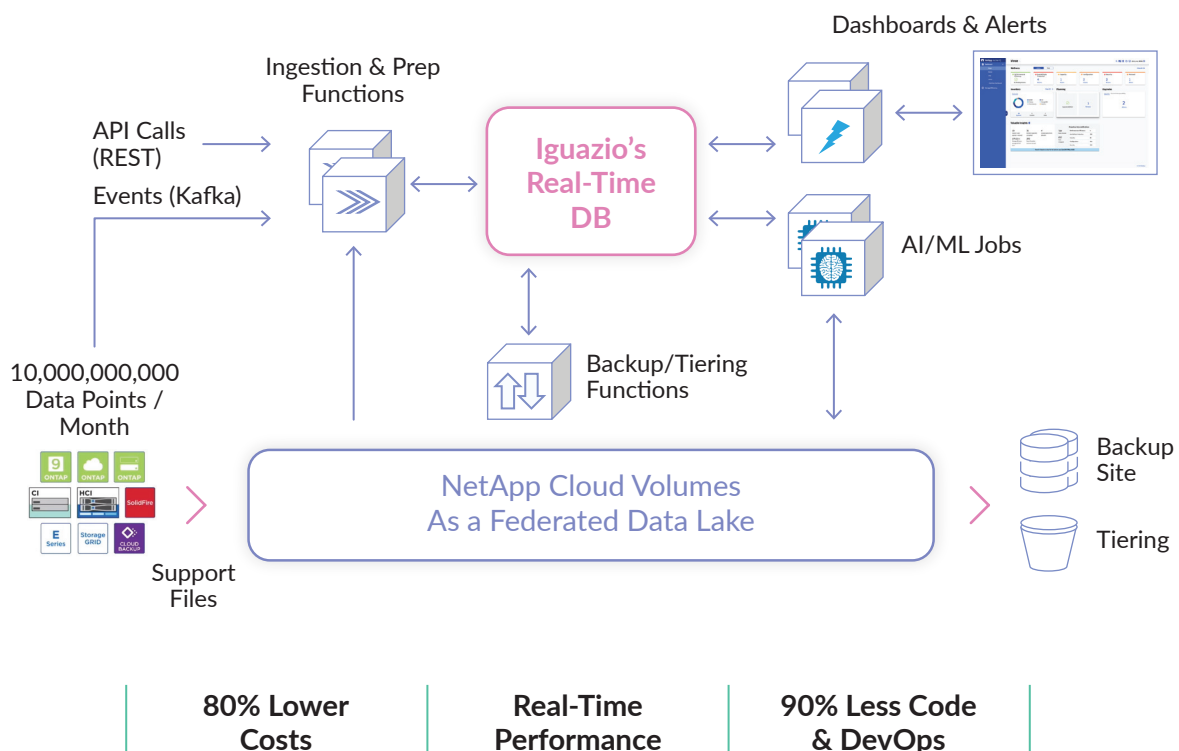 Dashboards & Alerts
Ingestion & Prep
Functions
API Calls
(REST)
Events (Kafka)
Iguazio's
Real-Time
DB
AI/ML Jobs
10,000,000,000
Data Points /
Month
Backup/Tiering
Functions
9
ONTAP
ONTAP
ONTAP
CI
HCI
SolidFire
E
Series
Storage
GRID
CLOUD
BACKUP
Support
Files
NetApp Cloud Volumes
As a Federated Data Lake
Backup
Site
Tiering
80% Lower
Costs
Real-Time
Performance
90% Less Code
& DevOps